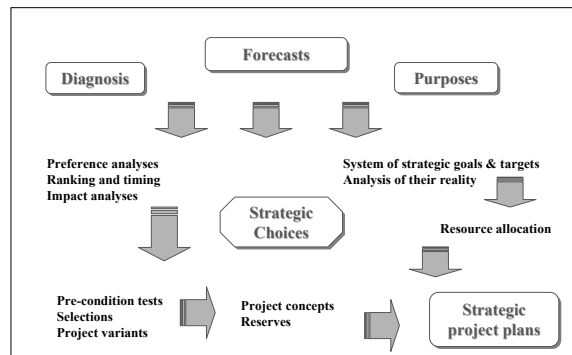 Forecasts
Diagnosis
Purposes
Preference analyses
Ranking and timing
Impact analyses
System of strategic goals & targets
Analysis of their reality
Strategic
Choices
Resource allocation
Pre-condition tests
Selections
Project variants
Project concepts
Reserves
Strategic
project plans